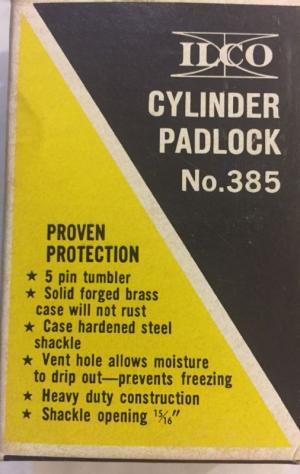 ILCO
CYLINDER
PADLOCK
No.385
PROVEN
PROTECTION
★ 5 pin tumbler
★ Solid forged brass
case will not rust
★ Case hardened steel
shackle
★ Vent hole allows moisture
to drip out—prevents freezing
★ Heavy duty construction
★ Shackle opening 15/16"